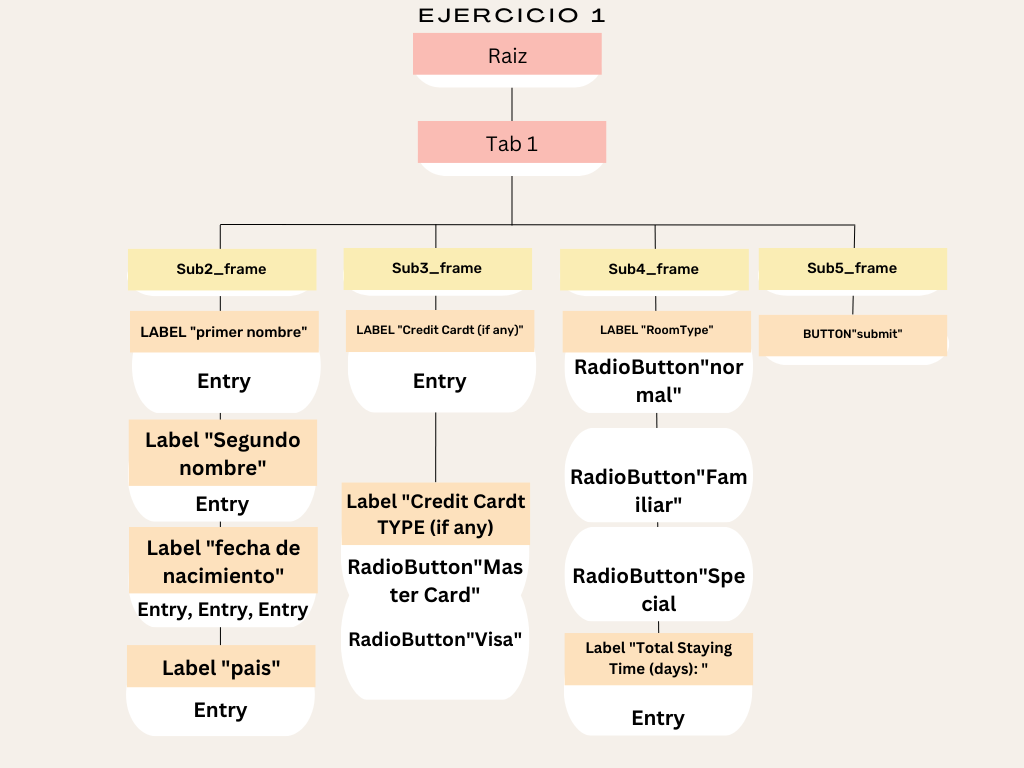 EJERCICIO 1
Raiz
Tab 1
Sub2_frame
LABEL "primer nombre"
Entry
Label "Segundo
nombre"
Entry
Label "fecha de
nacimiento"
Entry, Entry, Entry
Label "pais"
Entry
Sub3_frame
LABEL "Credit Cardt (if any)"
Entry
Label "Credit Cardt
TYPE (if any)
RadioButton"Mas
ter Card"
RadioButton"Visa"
Sub4_frame
LABEL "RoomType"
RadioButton"nor
mal"
RadioButton"Fam
iliar"
RadioButton"Spe
cial
Label "Total Staying
Time (days): "
Entry
Sub5_frame
BUTTON"submit"